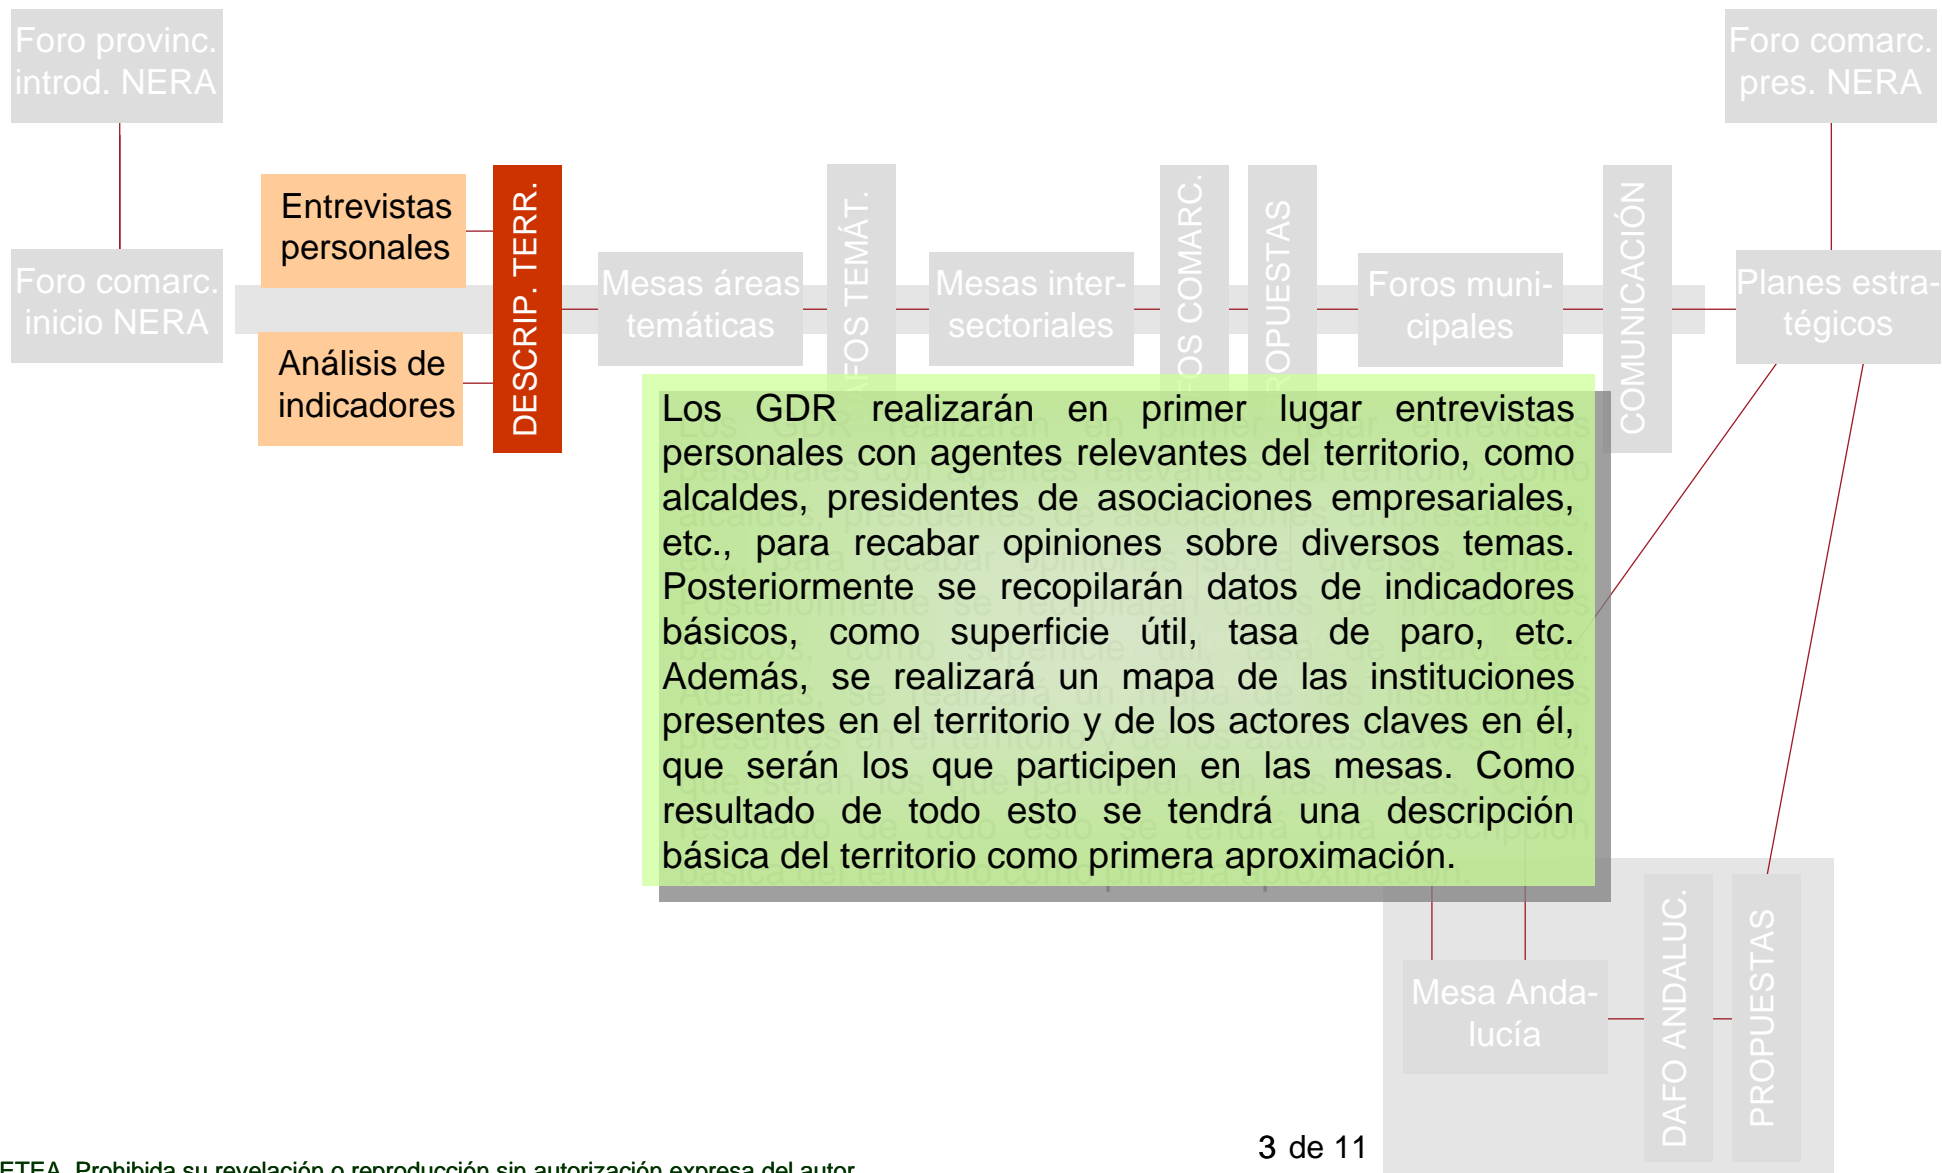 Foro provinc.
introd. NERA
Foro comarc.
pres. NERA
Entrevistas
personales
Foro comarc.
inicio NERA
Análisis de
indicadores
DESCRIP. TERR.
Mesas áreas
temáticas
AFOS TEMÁT.
Mesas inter-
sectoriales
FOS COMARC.
OPUESTAS
Foros muni-
cipales
COMUNICACIÓN
Planes estra-
tégicos
Los GDR realizarán en primer lugar entrevistas
personales con agentes relevantes del territorio, como
alcaldes, presidentes de asociaciones empresariales,
etc., para recabar opiniones sobre diversos temas.
Posteriormente se recopilarán datos de indicadores
básicos, como superficie útil, tasa de paro, etc.
Además, se realizará un mapa de las instituciones
presentes en el territorio y de los actores claves en él,
que serán los que participen en las mesas. Como
resultado de todo esto se tendrá una descripción
básica del territorio como primera aproximación.
Mesa Anda-
lucía
DAFO ANDALUC.
PROPUESTAS
3 de 11
ETEA. Prohibida su revelación o reproducción sin autorización expresa del autor